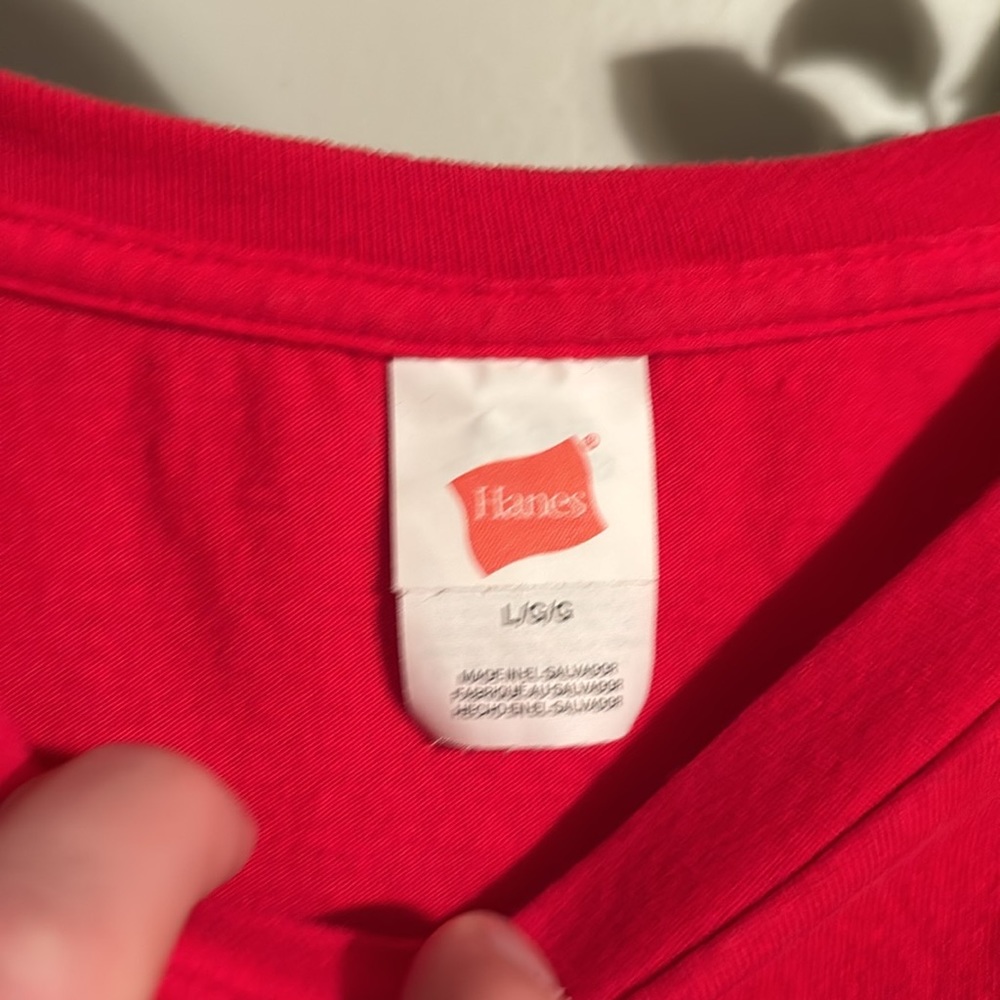 Hanes®
L/G/G
MADE IN EL SALVADOR
FABRIQUE AU SALVADOR
HECHO EN EL SALVADOR